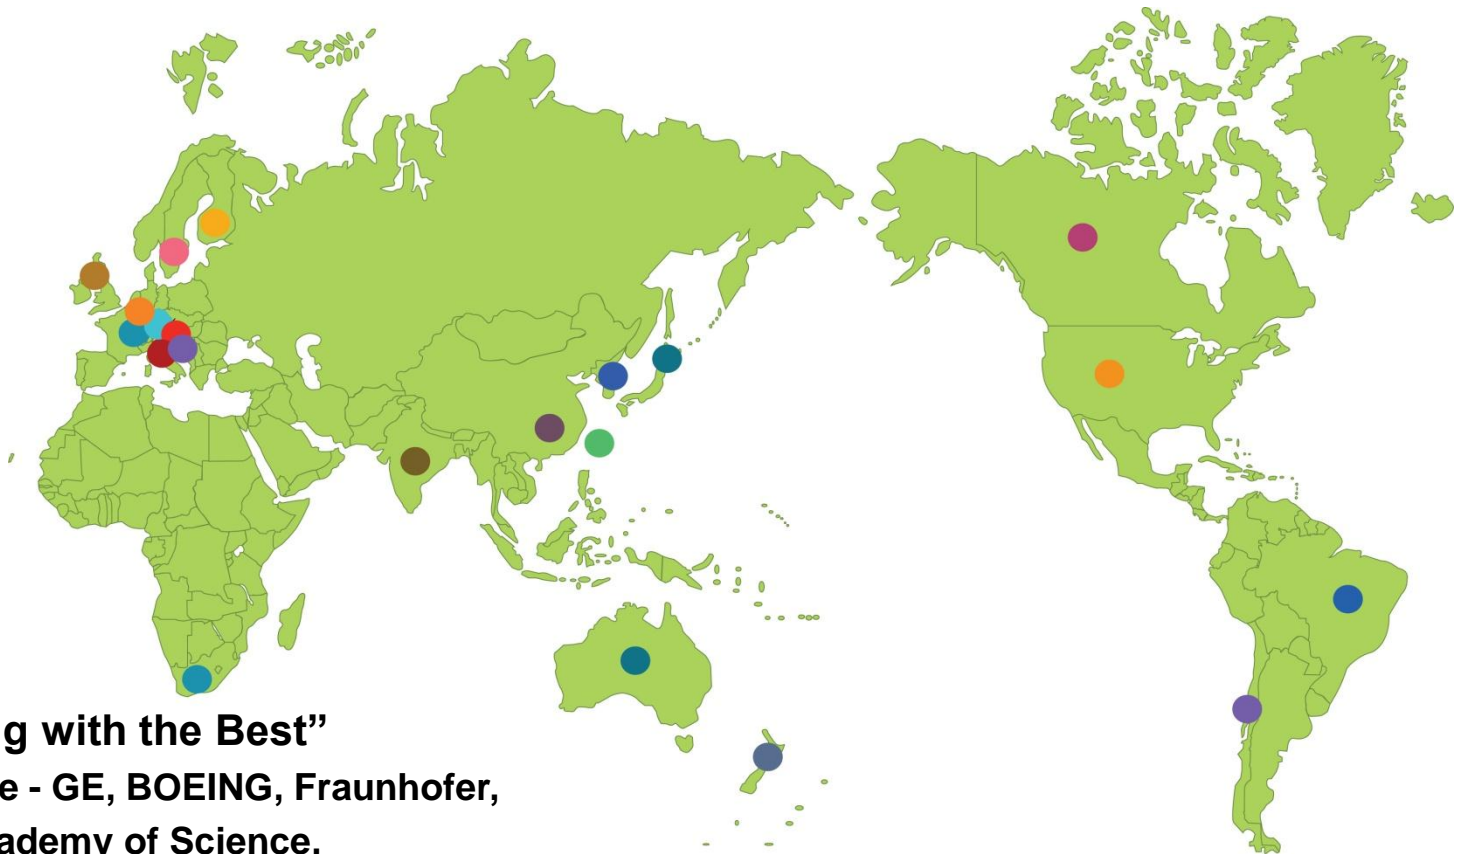 g with the Best”
e - GE, BOEING, Fraunhofer,
ademy of Science,